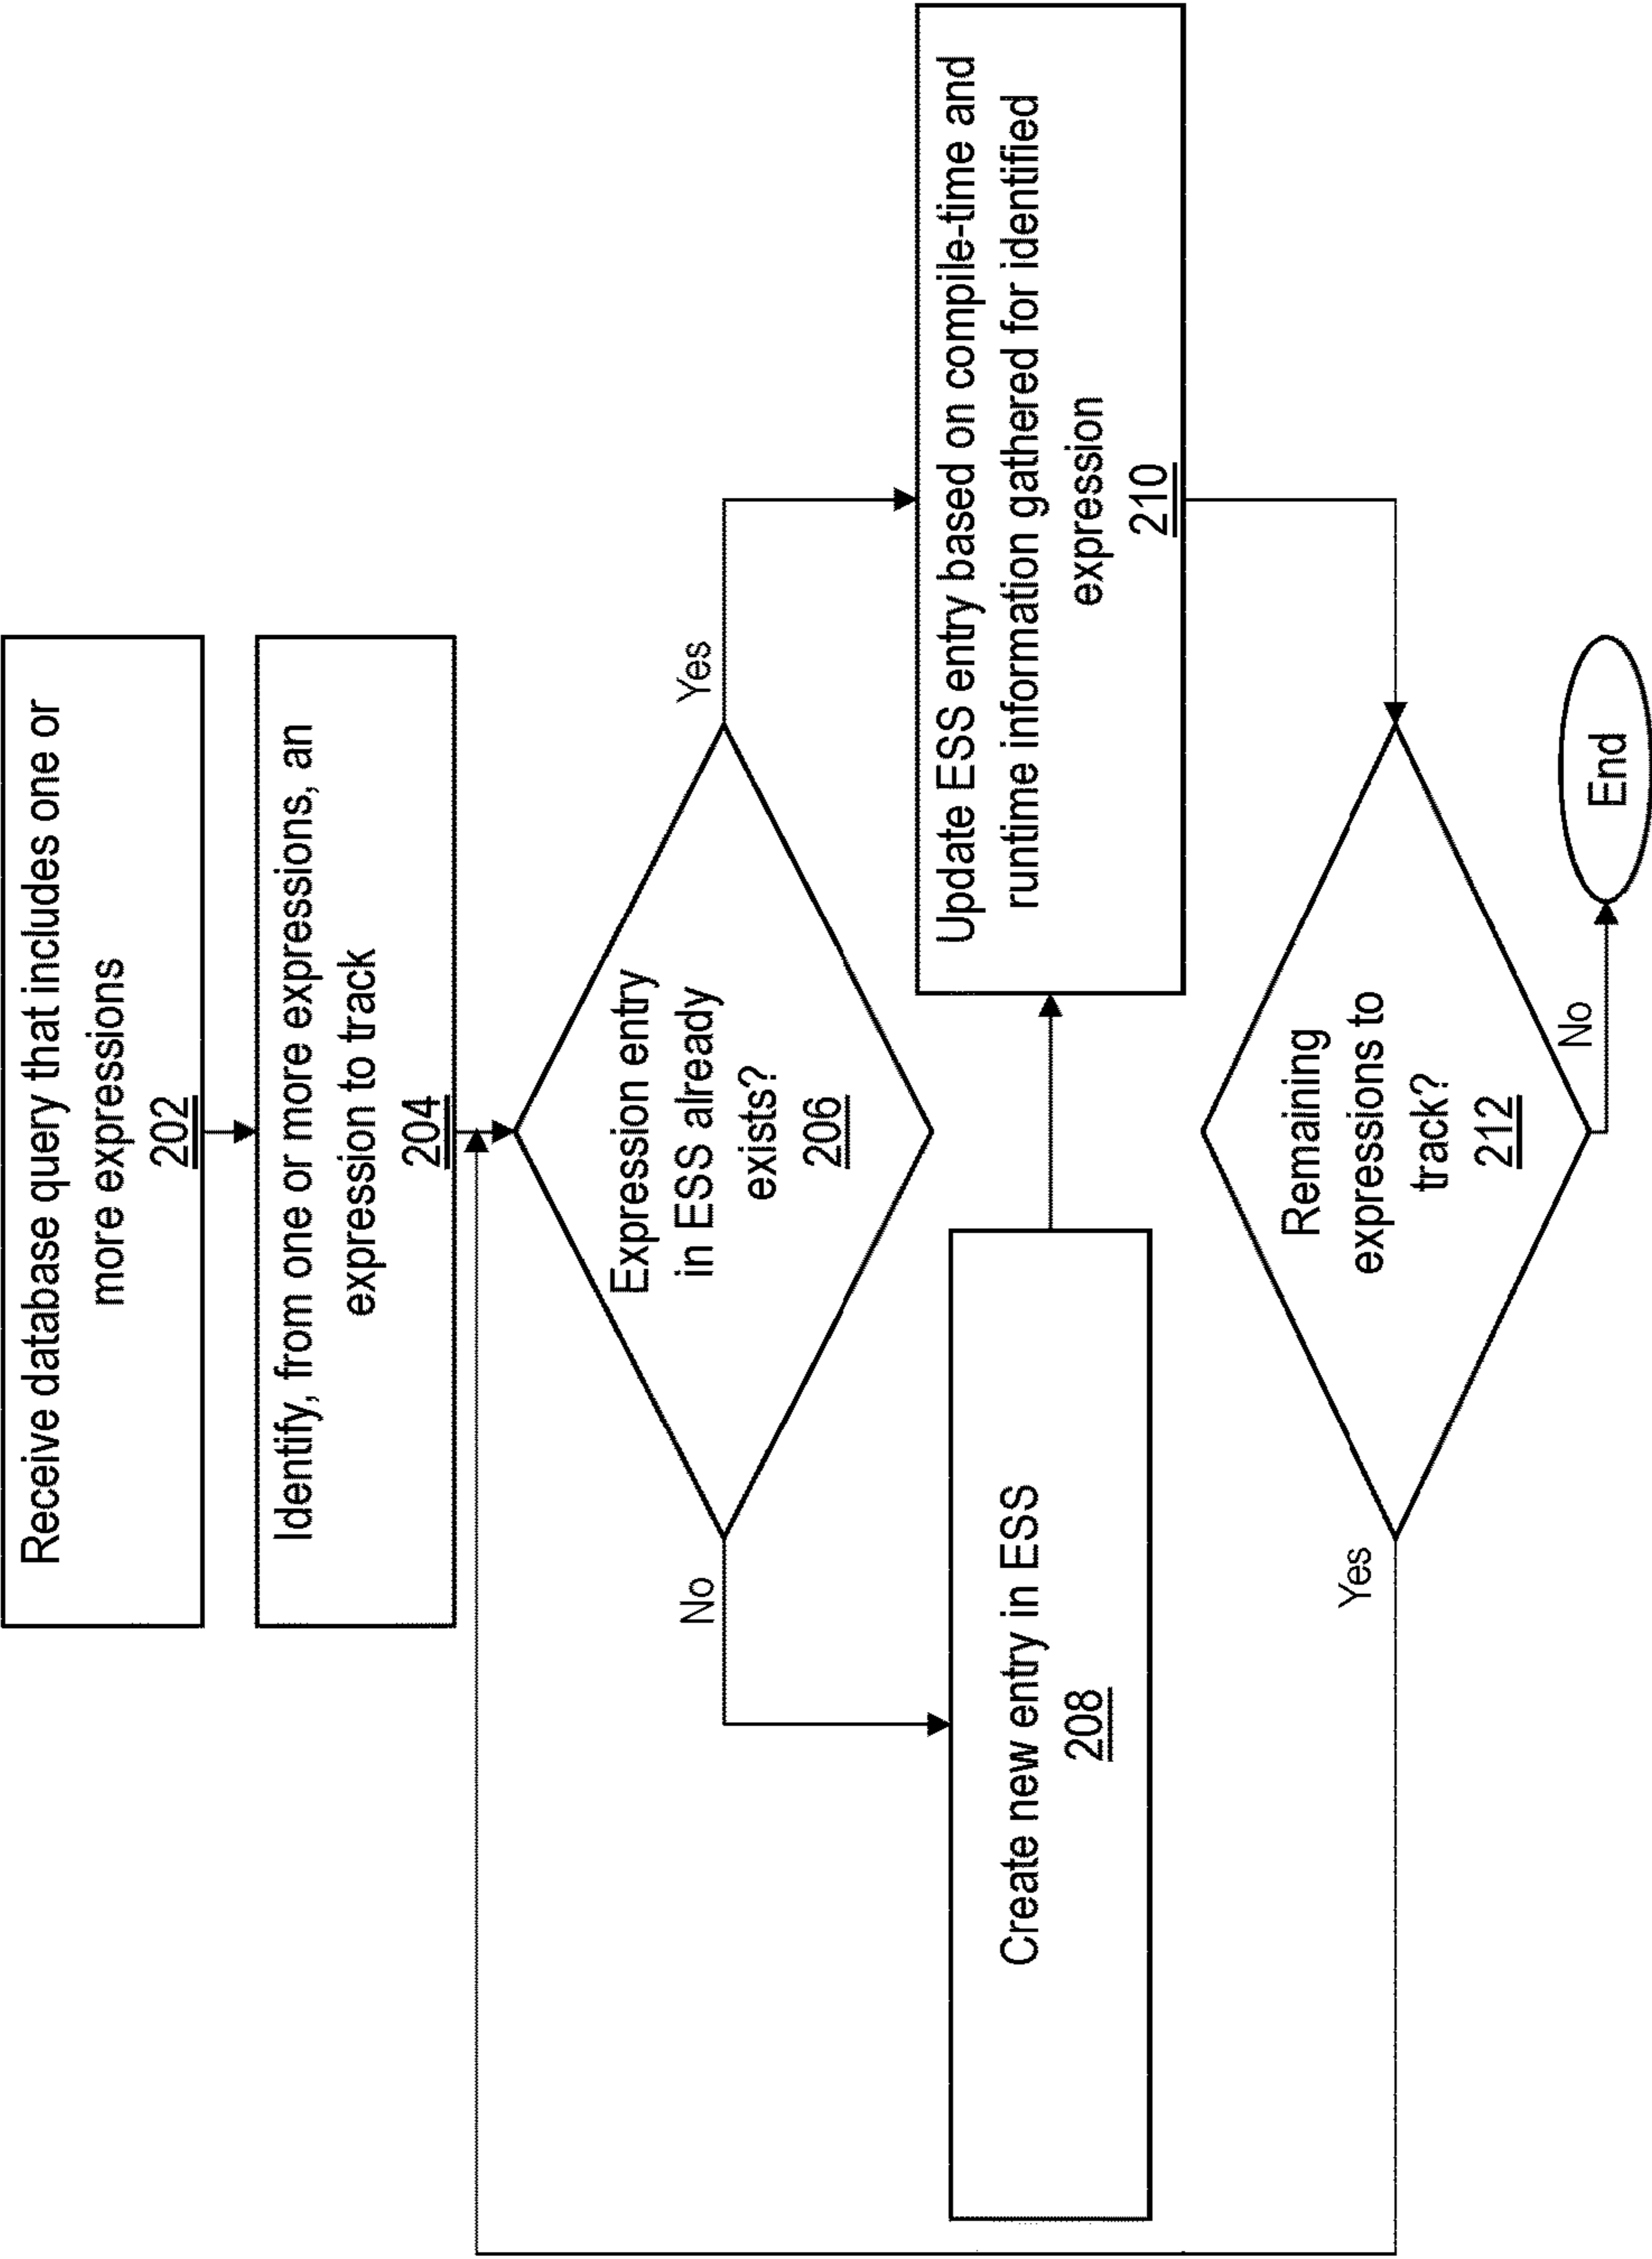 Receive database query that includes one or
more expressions
202
Identify, from one or more expressions, an
expression to track
204
Expression entry
in ESS already
exists?
206
No
Yes
Create new entry in ESS
208
Update ESS entry based on compile-time and
runtime information gathered for identified
expression
210
Remaining
expressions to
track?
212
Yes
No
End